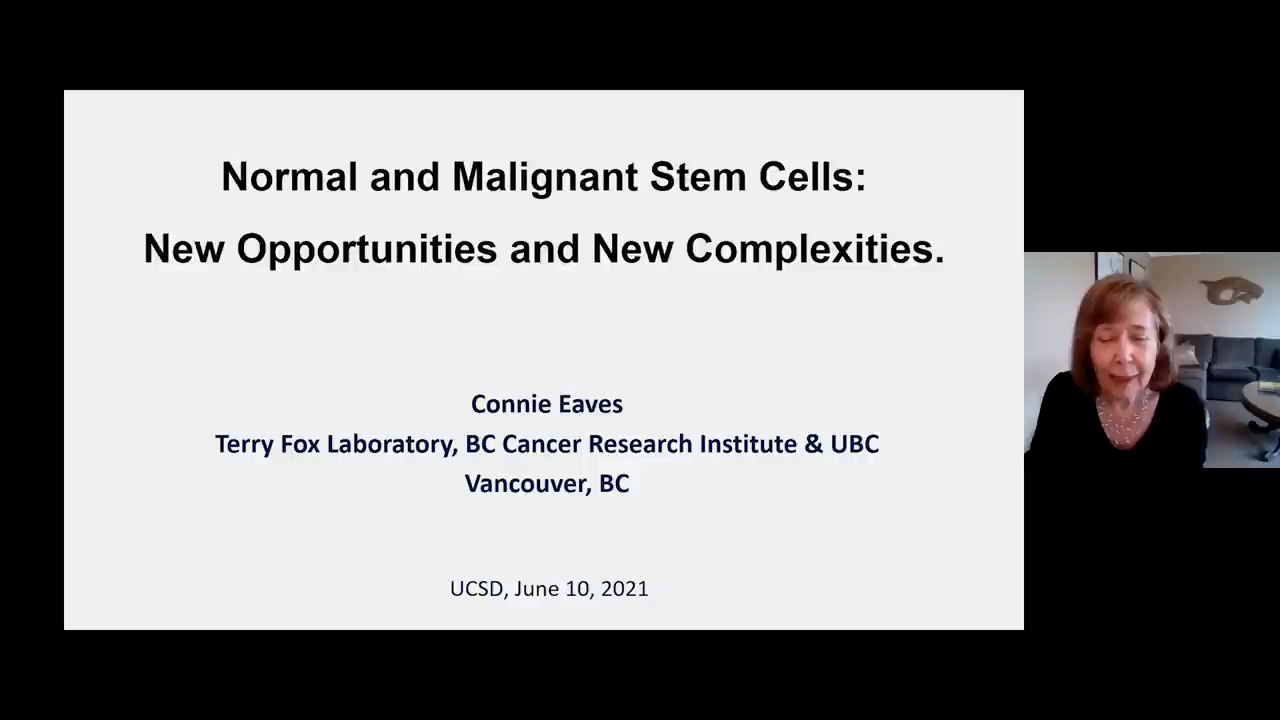 Normal and Malignant Stem Cells:
New Opportunities and New Complexities.
Connie Eaves
Terry Fox Laboratory, BC Cancer Research Institute & UBC
Vancouver, BC
UCSD, June 10, 2021